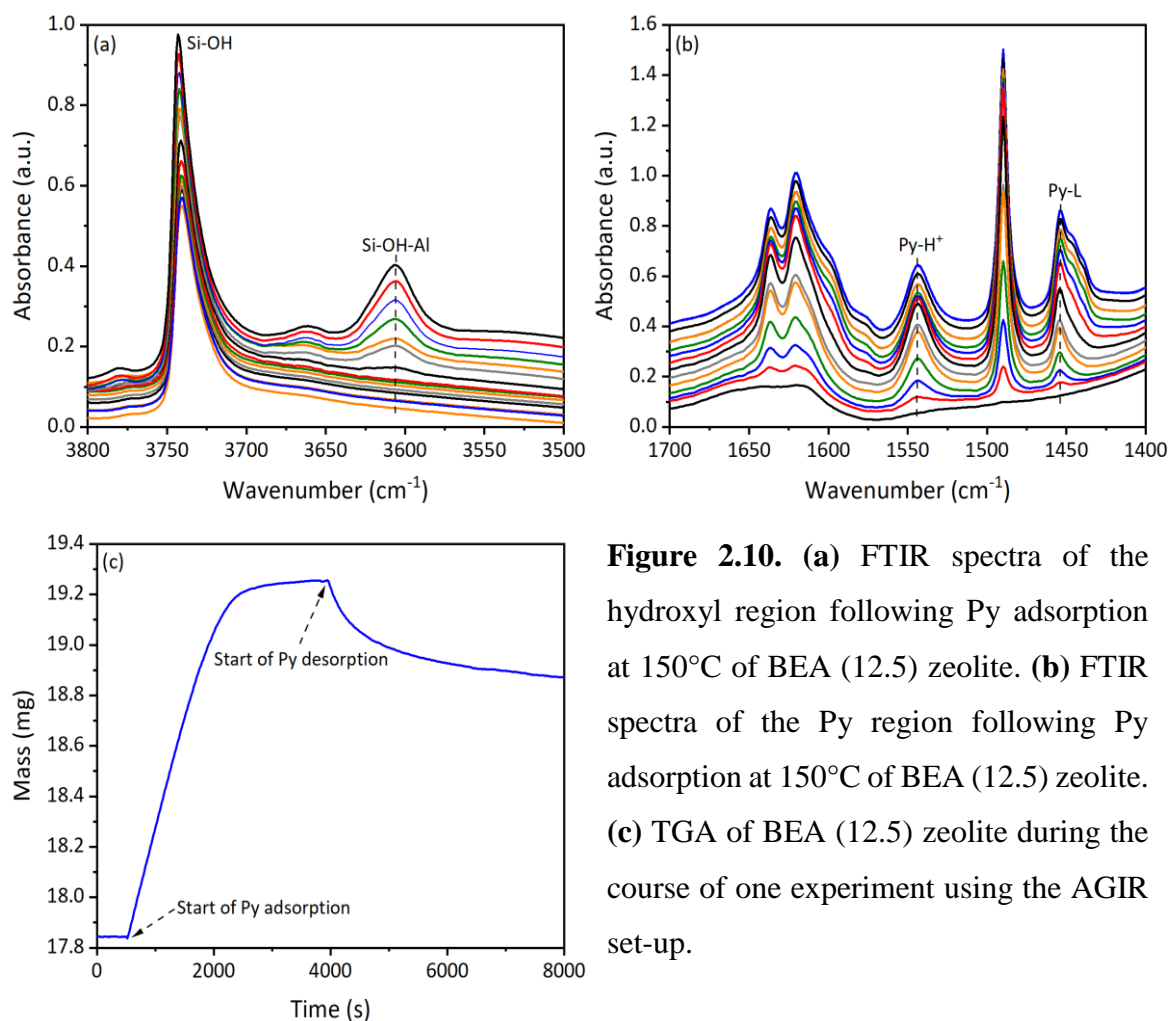 (a)
Si-OH
Si-OH-Al
Absorbance (a.u.)
1.0
0.8
0.6
0.4
0.2
0.0
3800 3750 3700 3650 3600 3550 3500
Wavenumber (cm-1)
(b)
Py-H+
Py-L
Absorbance (a.u.)
1.6
1.4
1.2
1.0
0.8
0.6
0.4
0.2
0.0
1700 1650 1600 1550 1500 1450 1400
Wavenumber (cm-1)
(c)
Start of Py desorption
Start of Py adsorption
Mass (mg)
19.4
19.2
19.0
18.8
18.6
18.4
18.2
18.0
17.8
0 2000 4000 6000 8000
Time (s)
Figure 2.10. (a) FTIR spectra of the
hydroxyl region following Py adsorption
at 150°C of BEA (12.5) zeolite. (b) FTIR
spectra of the Py region following Py
adsorption at 150°C of BEA (12.5) zeolite.
(c) TGA of BEA (12.5) zeolite during the
course of one experiment using the AGIR
set-up.